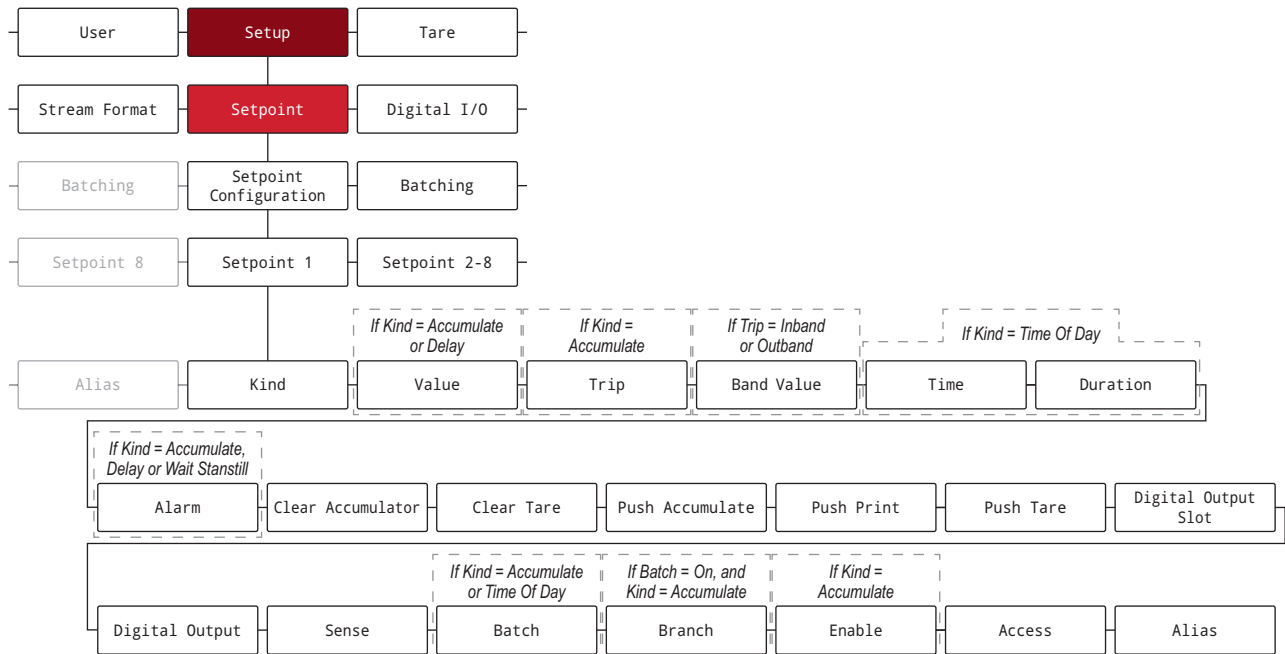 User
Setup
Tare
Stream Format
Setpoint
Digital I/O
Batching
Setpoint
Configuration
Batching
Setpoint 8
Setpoint 1
Setpoint 2-8
If Kind = Accumulate
or Delay
If Kind =
Accumulate
If Trip = Inband
or Outband
If Kind = Time Of Day
Alias
Kind
Value
Trip
Band Value
Time
Duration
If Kind = Accumulate,
Delay or Wait Stanstill
Alarm
Clear Accumulator
Clear Tare
Push Accumulate
Push Print
Push Tare
Digital Output
Slot
If Kind = Accumulate
or Time Of Day
If Batch = On, and
Kind = Accumulate
If Kind =
Accumulate
Digital Output
Sense
Batch
Branch
Enable
Access
Alias